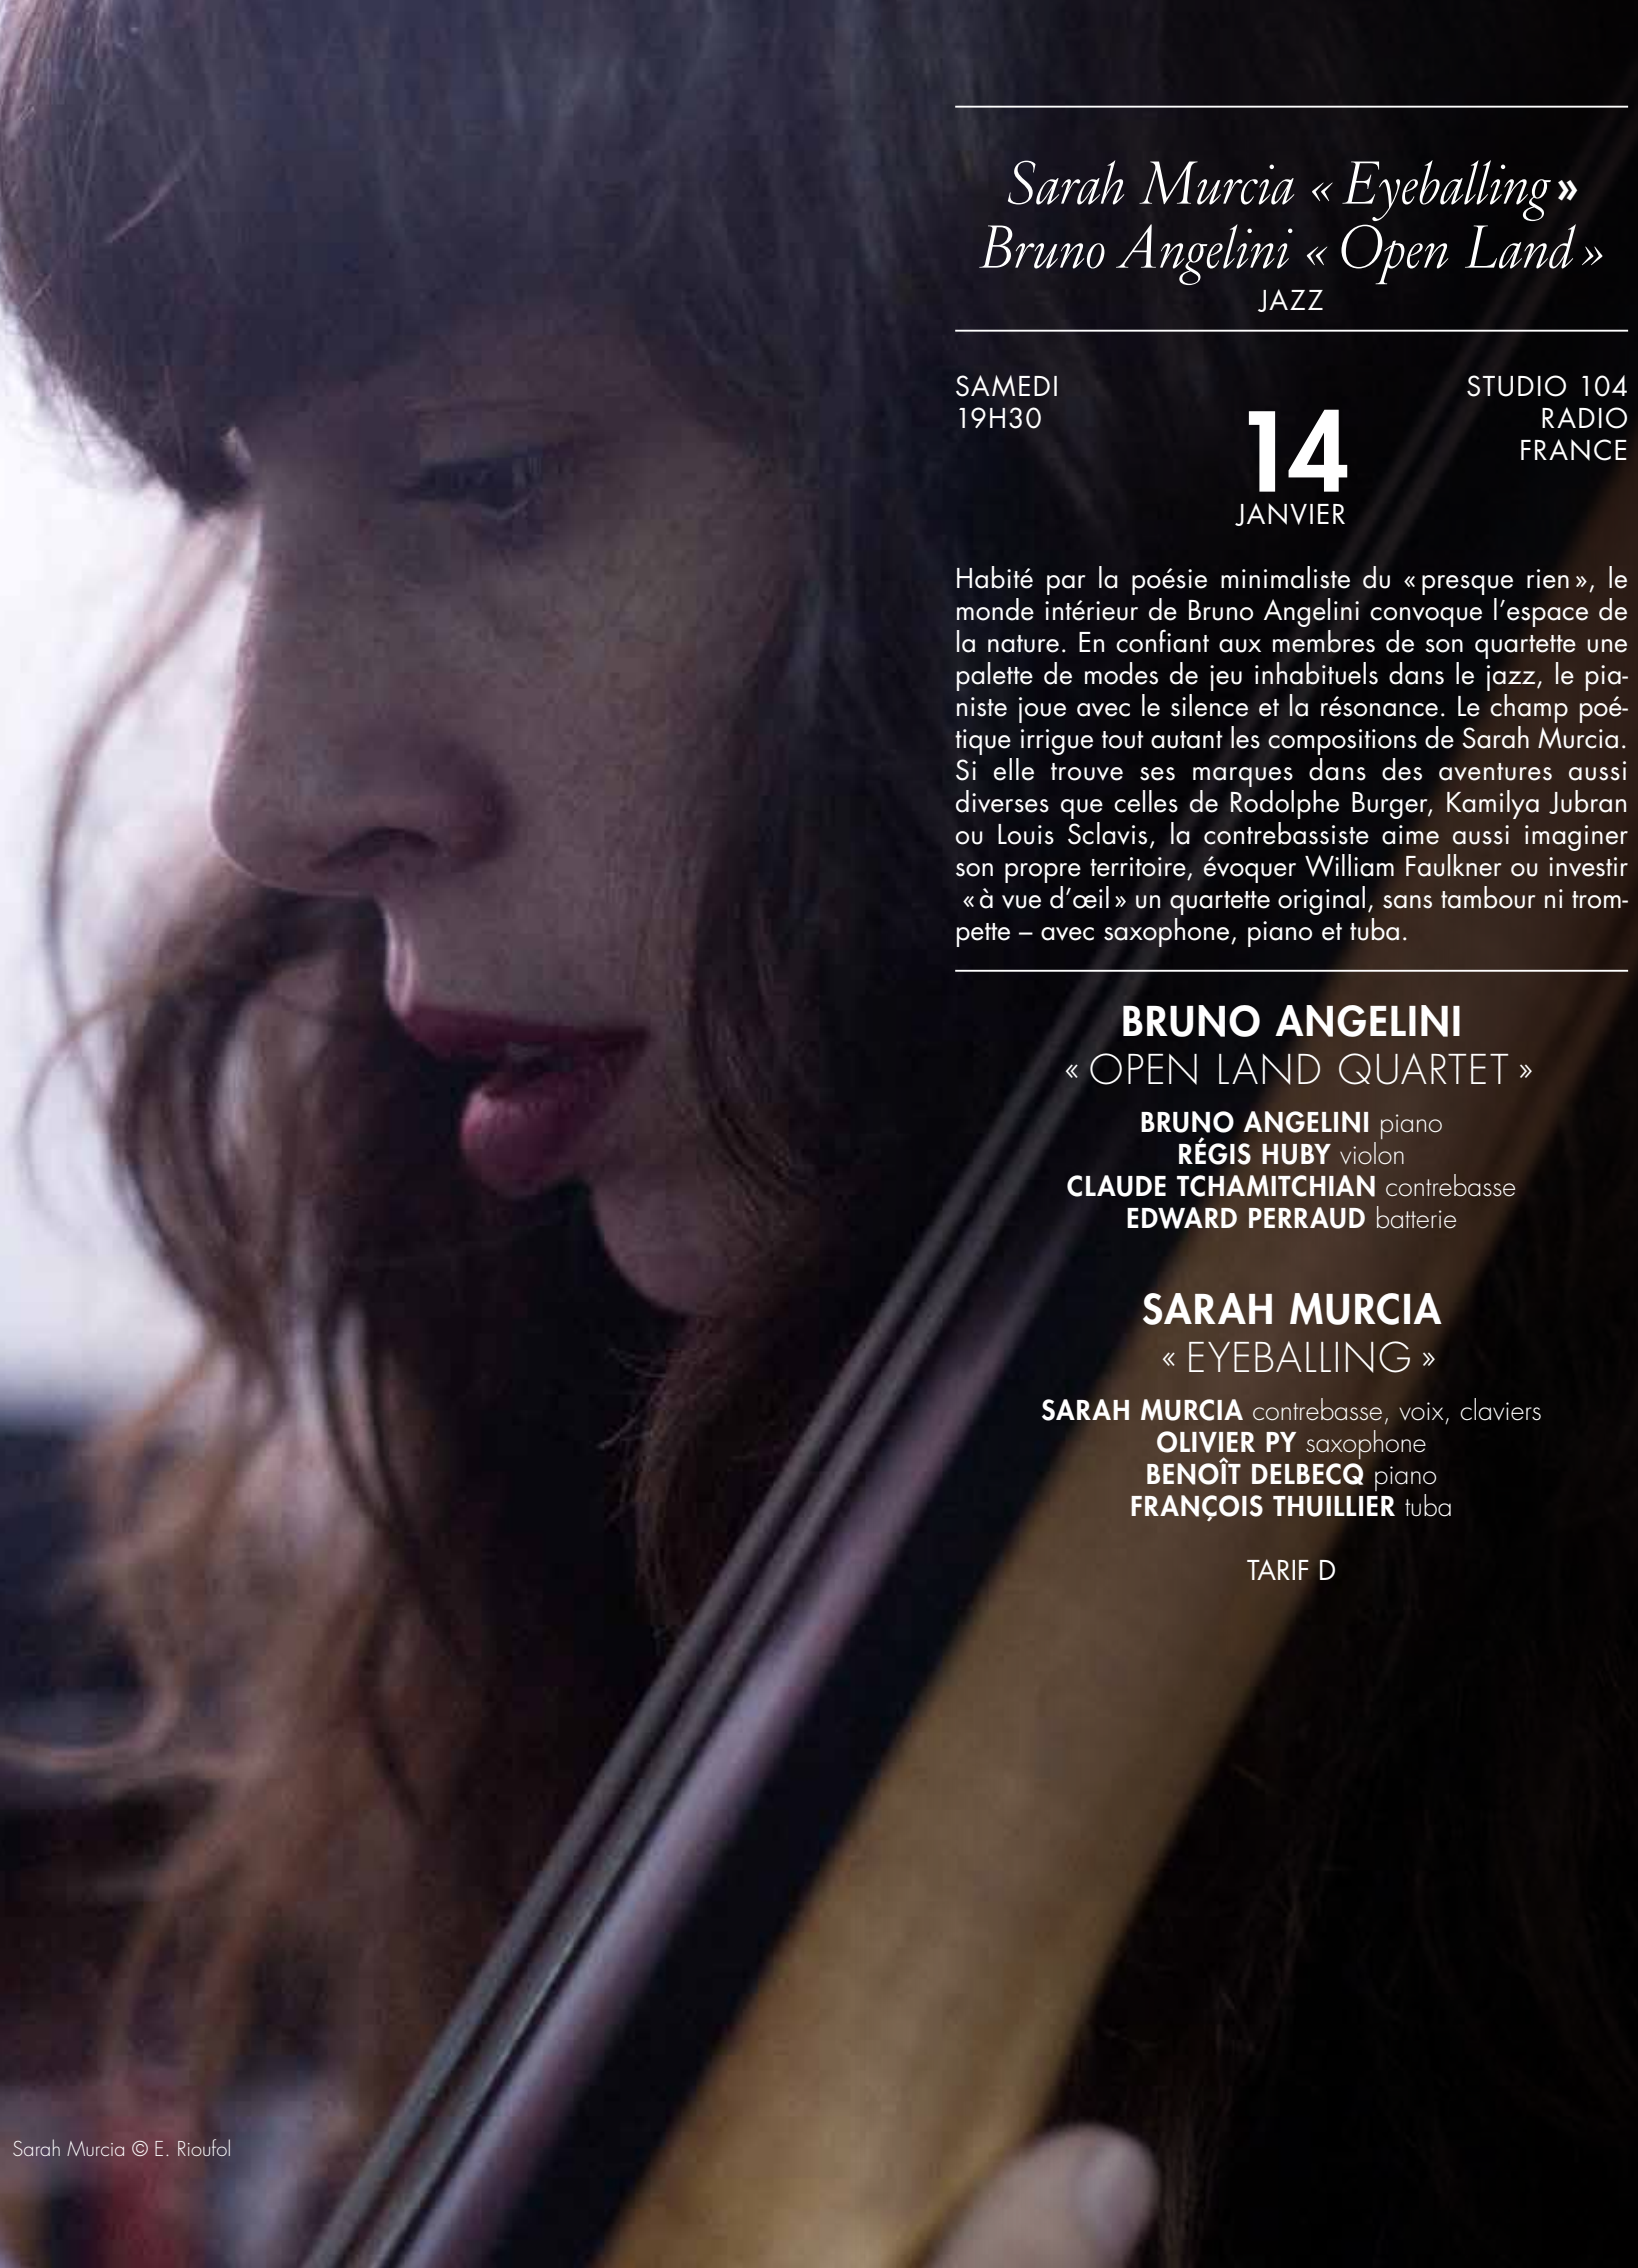 Sarah Murcia « Eyeballing »
Bruno Angelini « Open Land »
JAZZ
SAMEDI
19H30
14
JANVIER
STUDIO 104
RADIO
FRANCE
Habité par la poésie minimaliste du « presque rien », le
monde intérieur de Bruno Angelini convoque l’espace de
la nature. En confiant aux membres de son quartette une
palette de modes de jeu inhabituels dans le jazz, le pia-
niste joue avec le silence et la résonance. Le champ poé-
tique irrigue tout autant les compositions de Sarah Murcia.
Si elle trouve ses marques dans des aventures aussi
diverses que celles de Rodolphe Burger, Kamilya Jubran
ou Louis Sclavis, la contrebassiste aime aussi imaginer
son propre territoire, évoquer William Faulkner ou investir
« à vue d’œil » un quartette original, sans tambour ni trom-
pette – avec saxophone, piano et tuba.
BRUNO ANGELINI
« OPEN LAND QUARTET »
BRUNO ANGELINI piano
RÉGIS HUBY violon
CLAUDE TCHAMITCHIAN contrebasse
EDWARD PERRAUD batterie
SARAH MURCIA
« EYEBALLING »
SARAH MURCIA contrebasse, voix, claviers
OLIVIER PY saxophone
BENOÎT DELBECQ piano
FRANÇOIS THUILLIER tuba
TARIF D
Sarah Murcia © E. Rioufol